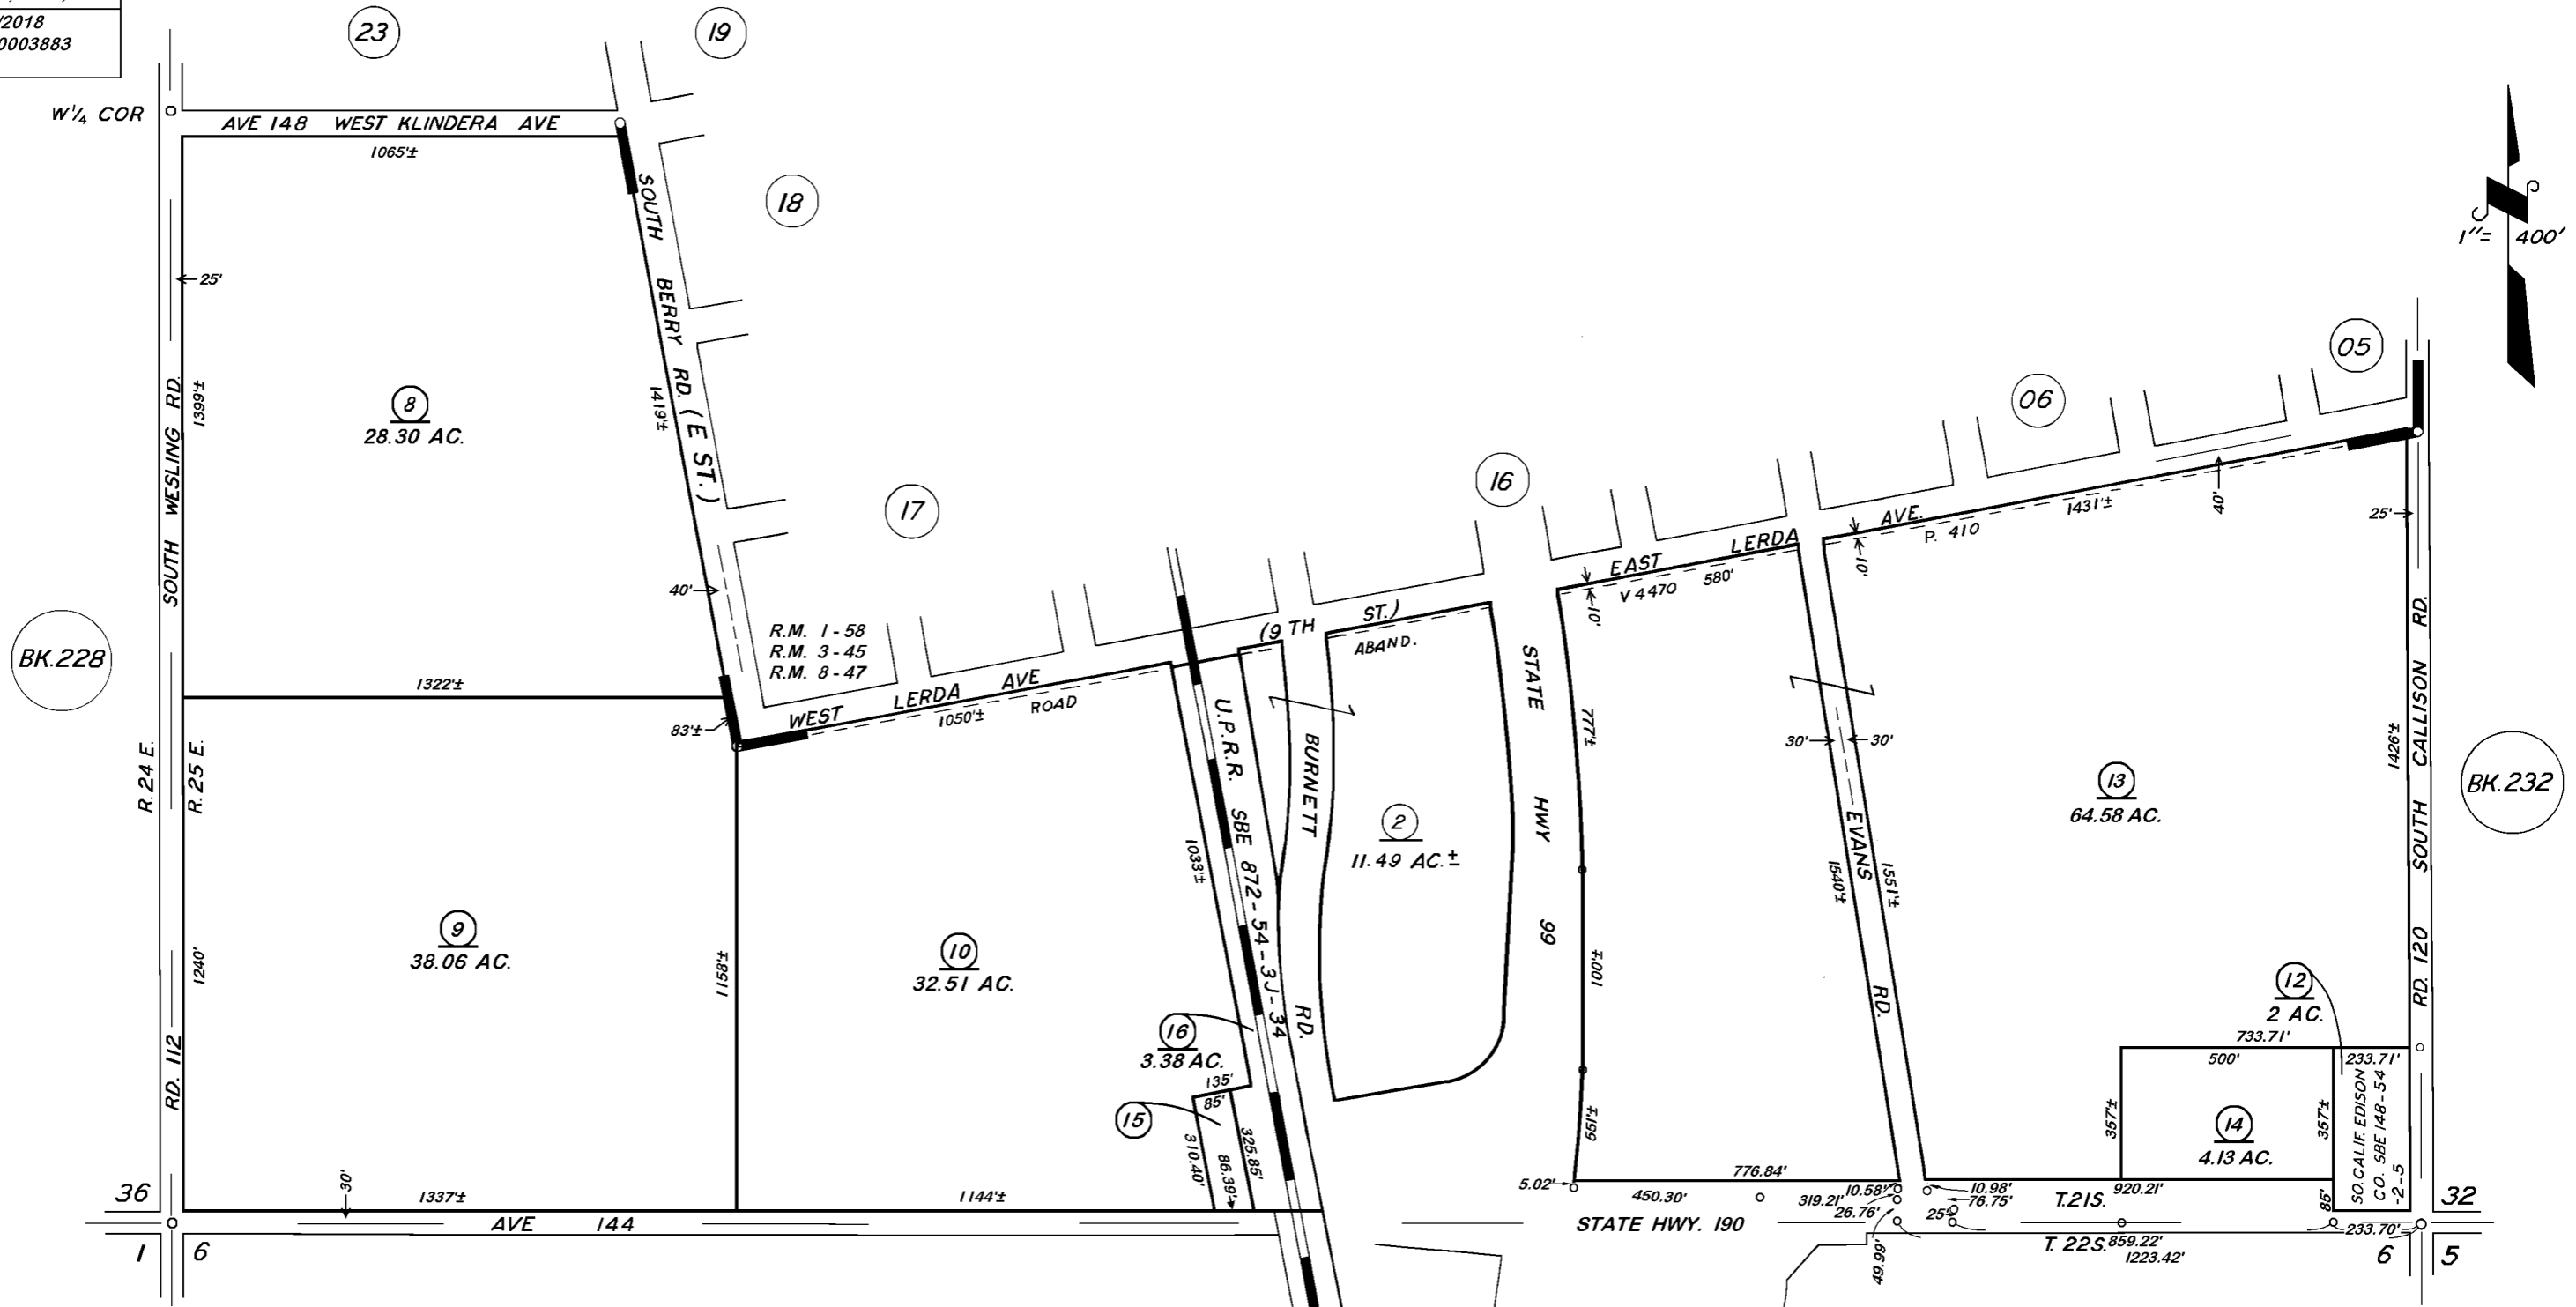 /2018
0003883
23
19
W 1/4 COR
AVE 148 WEST KLINDERA AVE
1065'±
18
1"= 400'
25'
SOUTH BERRY RD. (E ST.)
1419'±
SOUTH WESLING RD.
1399'±
8
28.30 AC.
05
06
17
16
40'
R.M. 1-58
R.M. 3-45
R.M. 8-47
BK.228
1322'±
83'±
WEST LERDA AVE
1050'±
ROAD
(9 TH ST.)
ABAND.
EAST LERDA AVE.
V 4470
580'
10'
10'
P. 410
1431'±
40'
25'
R. 24 E.
R. 25 E.
U.P.R.R. SBE 872-54-3J-34
BURNETT RD.
STATE HWY 99
777'±
2
11.49 AC.±
30'
30'
EVANS RD.
1540'±
1551'±
13
64.58 AC.
1426'±
SOUTH CALLISON RD.
RD. 120 SOUTH
BK.232
1033'±
9
38.06 AC.
1240'
1158'±
10
32.51 AC.
100'±
RD. 112
16
3.38 AC.
135'
85'
15
310.40'
86.39'
325.85'
551'±
12
2 AC.
733.71'
500'
233.71'
357'±
357'±
14
4.13 AC.
SO. CALIF. EDISON
CO. SBE 148-54
-2-5
85'
36
30'
1337'±
1144'±
AVE 144
5.02'
776.84'
450.30'
319.21'
10.58'
26.76'
49.99'
10.98'
76.75'
25'
920.21'
T.21S.
STATE HWY. 190
T. 22S.
859.22'
1223.42'
233.70'
32
1
6
6
5